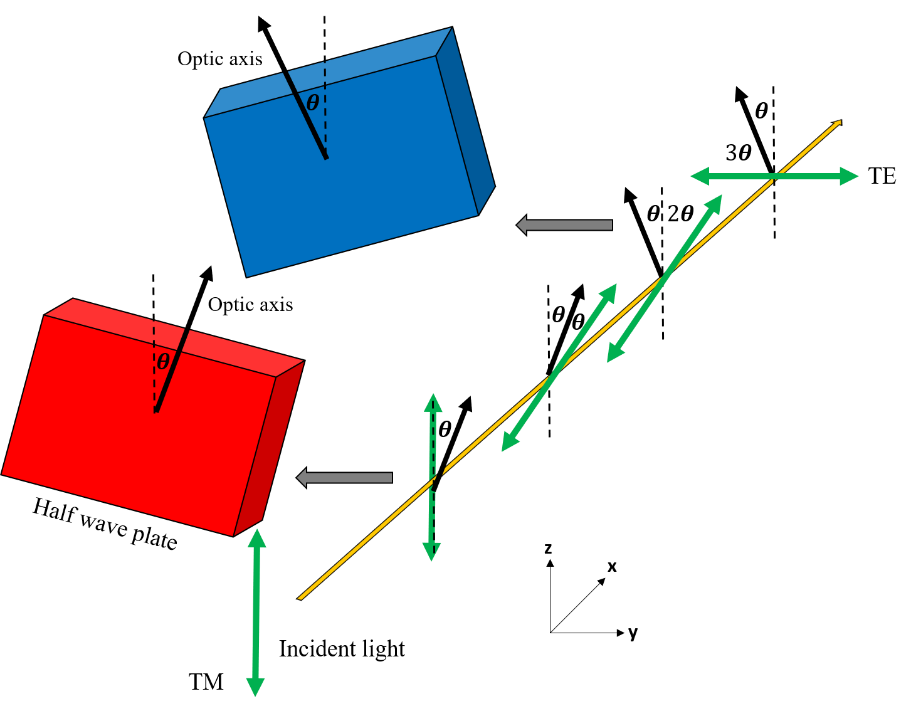 Optic axis
θ
θ
3θ
TE
θ 2θ
Optic axis
θ
θ θ
θ
Half wave plate
z
x
y
Incident light
TM